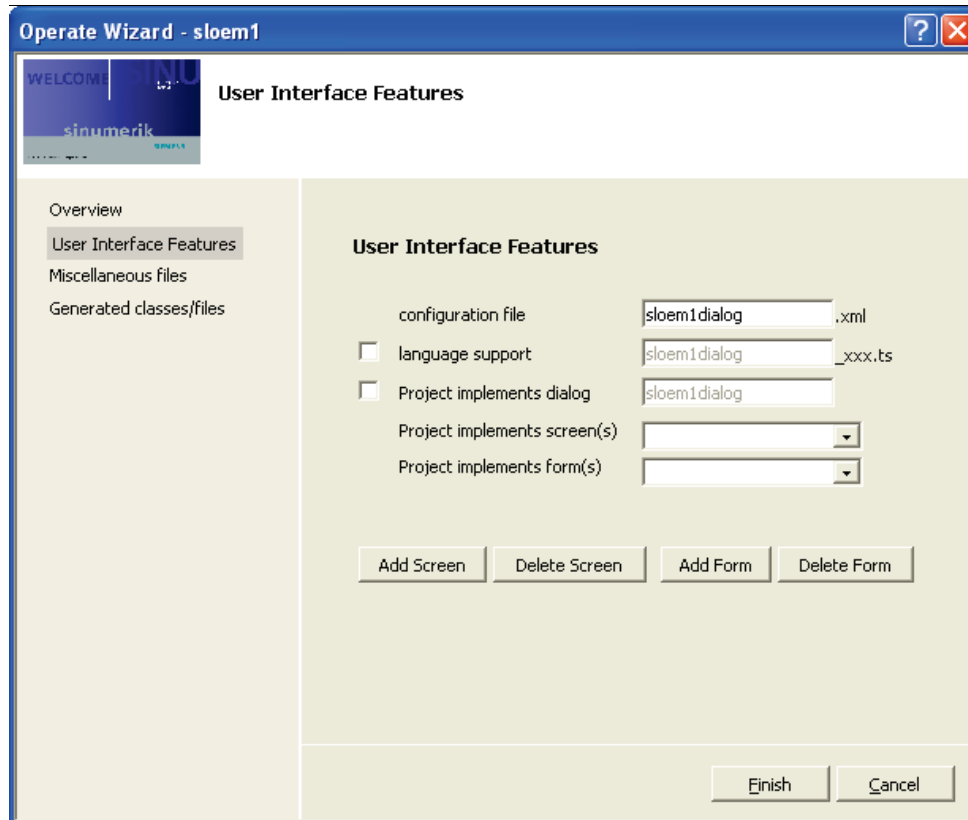 Operate Wizard - sloem1
WELCOME SINU
sinumerik
User Interface Features
Overview
User Interface Features
Miscellaneous files
Generated classes/files
User Interface Features
configuration file sloem1dialog .xml
language support sloem1dialog _xxx.ts
Project implements dialog sloem1dialog
Project implements screen(s)
Project implements form(s)
Add Screen Delete Screen Add Form Delete Form
Finish Cancel